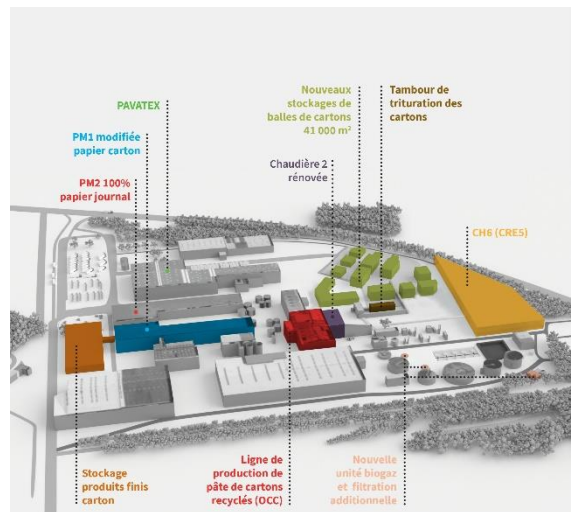 PAVATEX
PM1 modifiée
papier carton
PM2 100%
papier journal
Nouveaux
stockages de
balles de cartons
41 000 m²
Tambour de
trituration des
cartons
Chaudière 2
rénovée
CH6 (CRE5)
Stockage
produits finis
carton
Ligne de
production de
pâte de cartons
recyclés (OCC)
Nouvelle
unité biogaz
et filtration
additionnelle